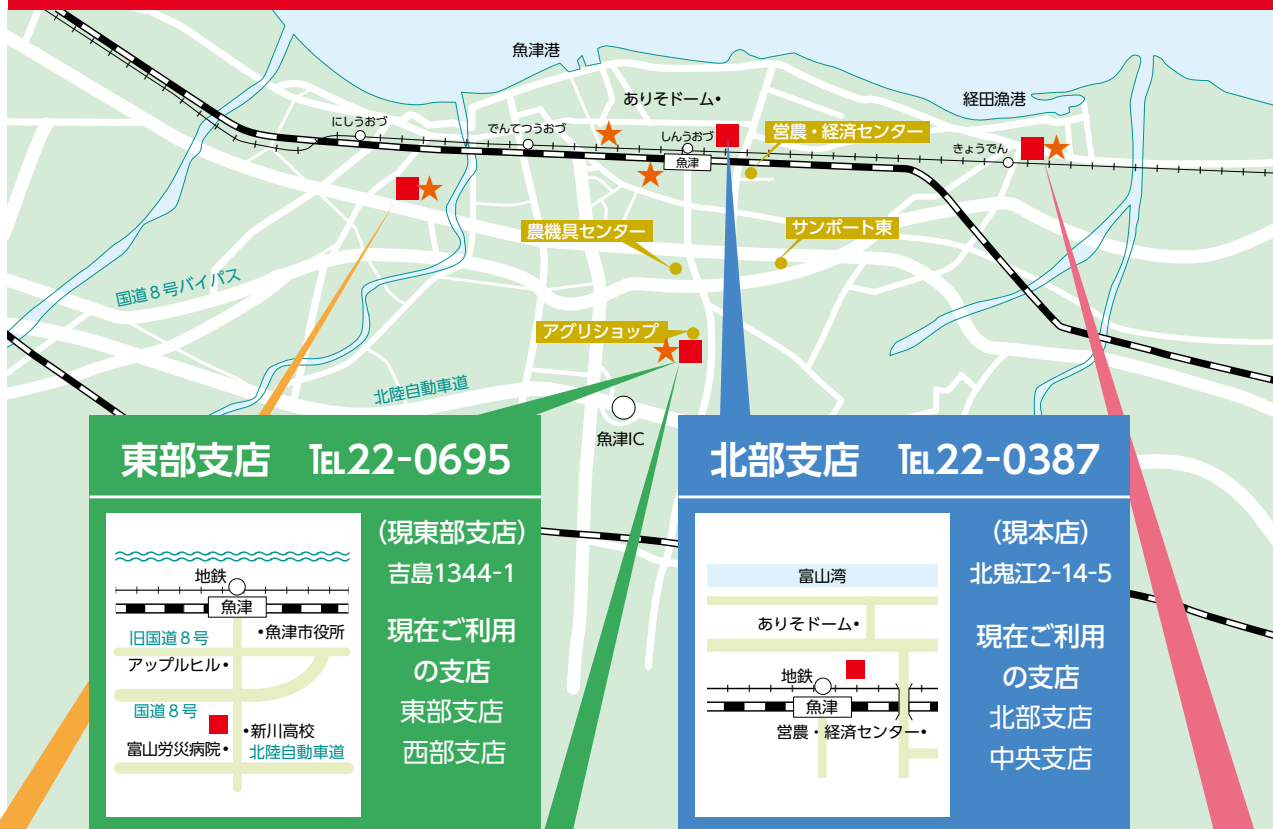 魚津港
ありそドーム・
経田漁港
にしうおづ
でんてつうおづ
しんうおづ
魚津
営農・経済センター
きょうでん
農機具センター
サンポート東
国道8号バイパス
アグリショップ
北陸自動車道
魚津IC
東部支店 TEL22-0695
(現東部支店)
吉島1344-1
現在ご利用
の支店
東部支店
西部支店
地鉄
魚津
旧国道8号
・魚津市役所
アップルヒル・
国道8号
・新川高校
富山労災病院・
北陸自動車道
北部支店 TEL22-0387
(現本店)
北鬼江2-14-5
現在ご利用
の支店
北部支店
中央支店
富山湾
ありそドーム・
地鉄
魚津
営農・経済センター・